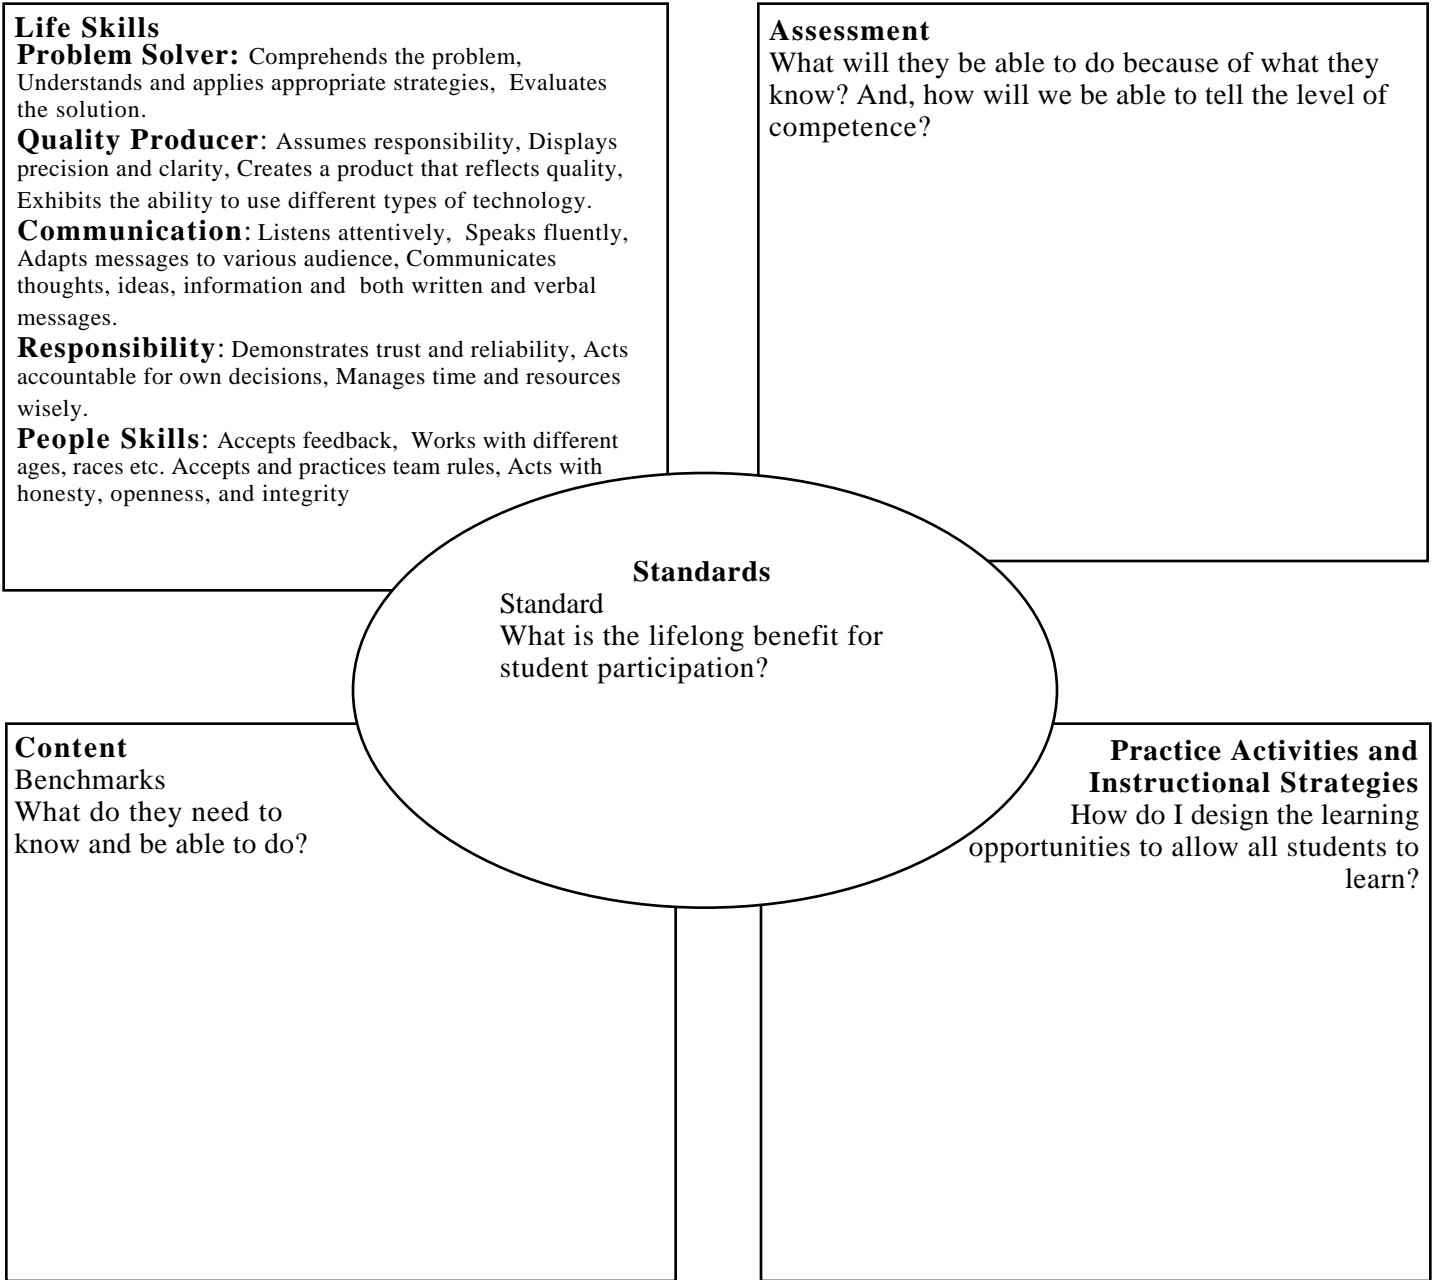 Life Skills
Problem Solver: Comprehends the problem,
Understands and applies appropriate strategies, Evaluates
the solution.
Quality Producer: Assumes responsibility, Displays
precision and clarity, Creates a product that reflects quality,
Exhibits the ability to use different types of technology.
Communication: Listens attentively, Speaks fluently,
Adapts messages to various audience, Communicates
thoughts, ideas, information and both written and verbal
messages.
Responsibility: Demonstrates trust and reliability, Acts
accountable for own decisions, Manages time and resources
wisely.
People Skills: Accepts feedback, Works with different
ages, races etc. Accepts and practices team rules, Acts with
honesty, openness, and integrity
Assessment
What will they be able to do because of what they
know? And, how will we be able to tell the level of
competence?
Standards
Standard
What is the lifelong benefit for
student participation?
Content
Benchmarks
What do they need to
know and be able to do?
Practice Activities and
Instructional Strategies
How do I design the learning
opportunities to allow all students to
learn?